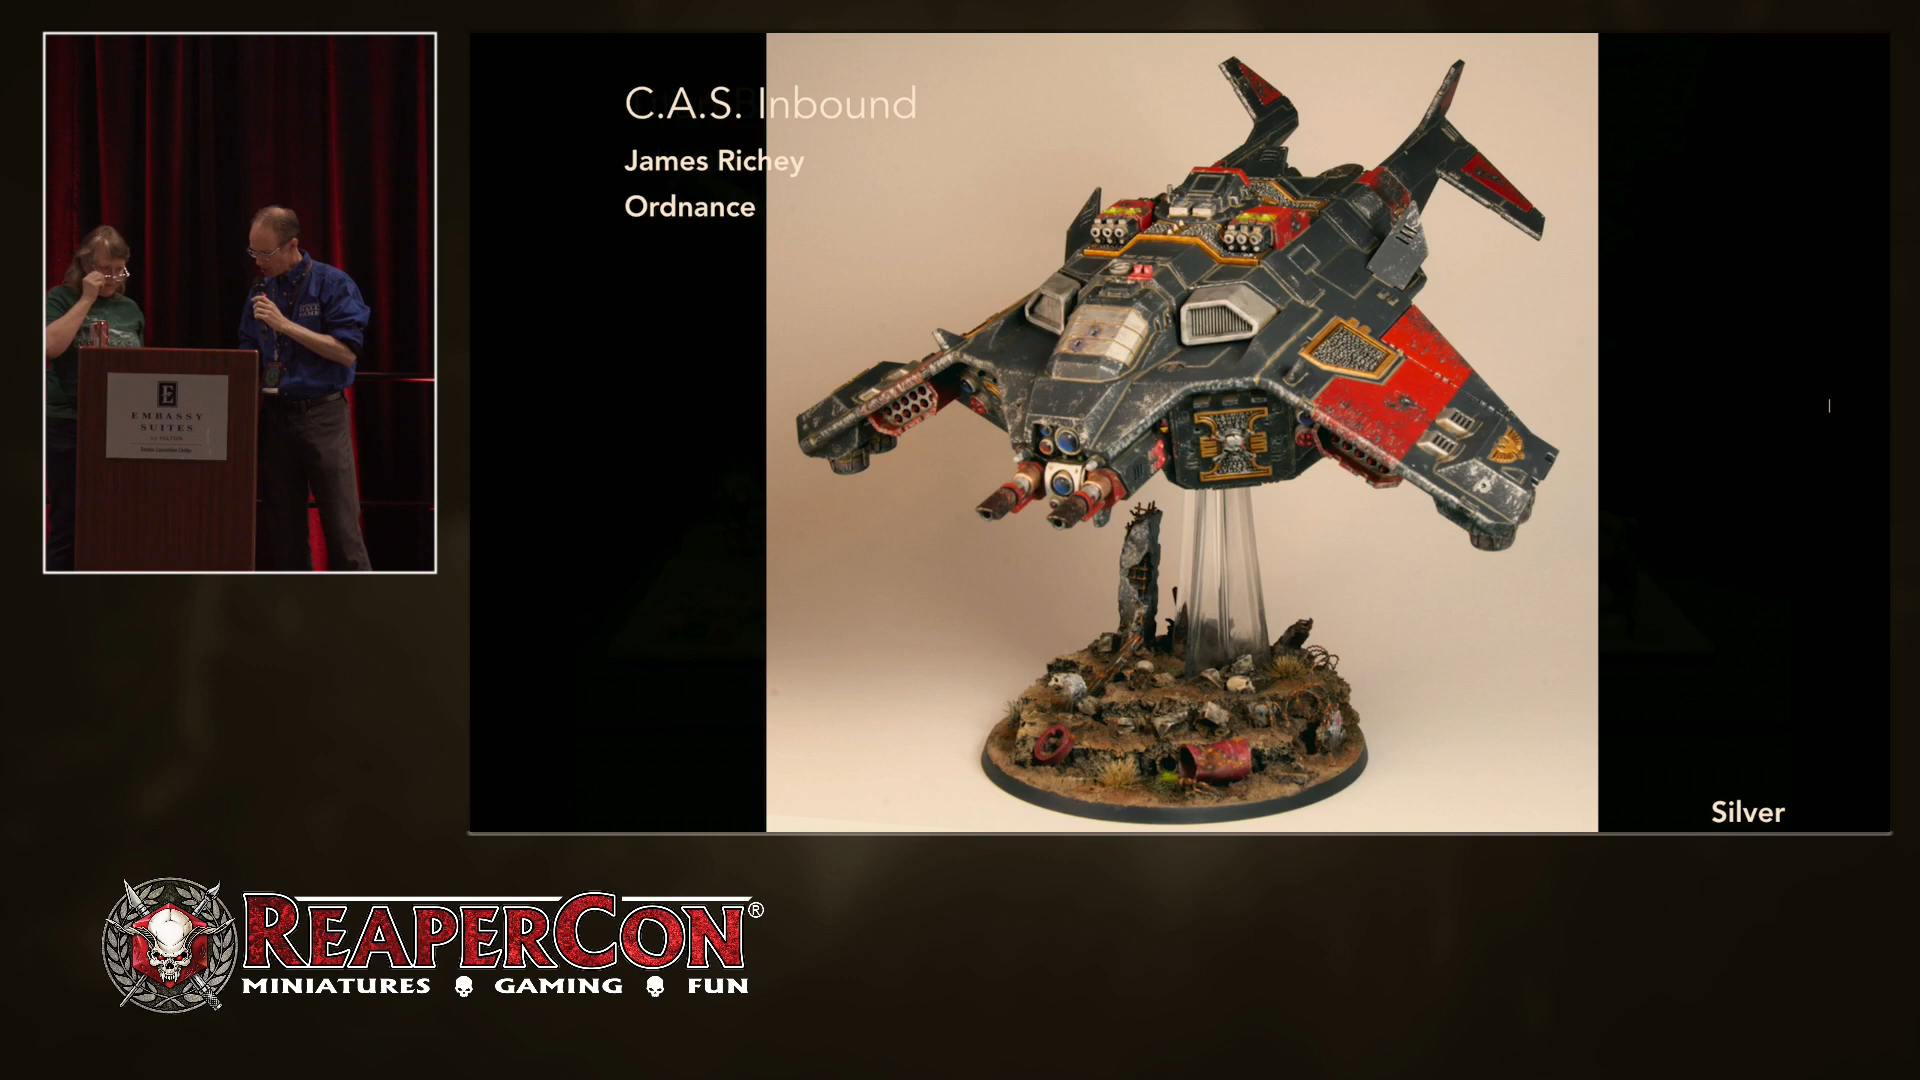 C.A.S. Inbound
James Richey
Ordnance
E
EMBASSY
SUITES
Silver
REAPERCON®
MINIATURES GAMING FUN